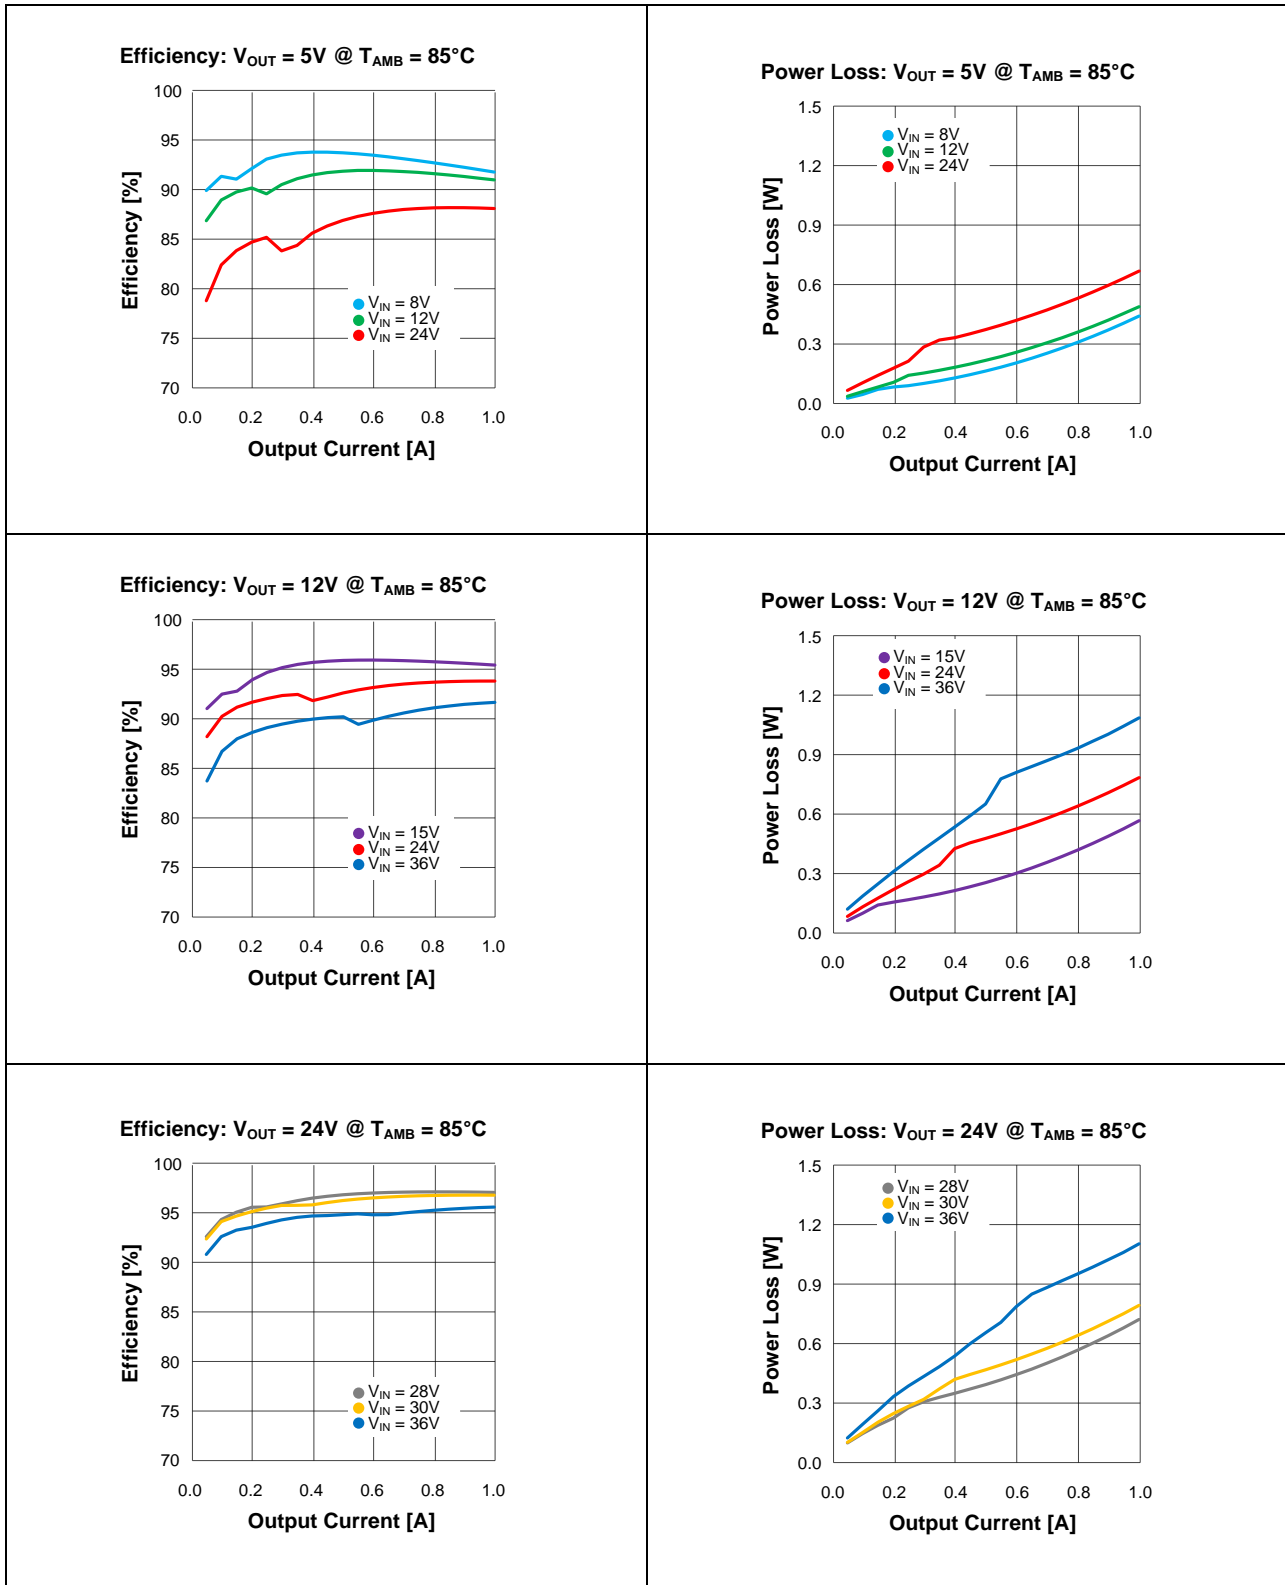 Efficiency: VOUT = 5V @ TAMB = 85°C
100
95
90
85
80
75
70
Efficiency [%]
VIN = 8V
VIN = 12V
VIN = 24V
0.0 0.2 0.4 0.6 0.8 1.0
Output Current [A]
Power Loss: VOUT = 5V @ TAMB = 85°C
1.5
1.2
0.9
0.6
0.3
0.0
Power Loss [W]
VIN = 8V
VIN = 12V
VIN = 24V
0.0 0.2 0.4 0.6 0.8 1.0
Output Current [A]
Efficiency: VOUT = 12V @ TAMB = 85°C
100
95
90
85
80
75
70
Efficiency [%]
VIN = 15V
VIN = 24V
VIN = 36V
0.0 0.2 0.4 0.6 0.8 1.0
Output Current [A]
Power Loss: VOUT = 12V @ TAMB = 85°C
1.5
1.2
0.9
0.6
0.3
0.0
Power Loss [W]
VIN = 15V
VIN = 24V
VIN = 36V
0.0 0.2 0.4 0.6 0.8 1.0
Output Current [A]
Efficiency: VOUT = 24V @ TAMB = 85°C
100
95
90
85
80
75
70
Efficiency [%]
VIN = 28V
VIN = 30V
VIN = 36V
0.0 0.2 0.4 0.6 0.8 1.0
Output Current [A]
Power Loss: VOUT = 24V @ TAMB = 85°C
1.5
1.2
0.9
0.6
0.3
0.0
Power Loss [W]
VIN = 28V
VIN = 30V
VIN = 36V
0.0 0.2 0.4 0.6 0.8 1.0
Output Current [A]